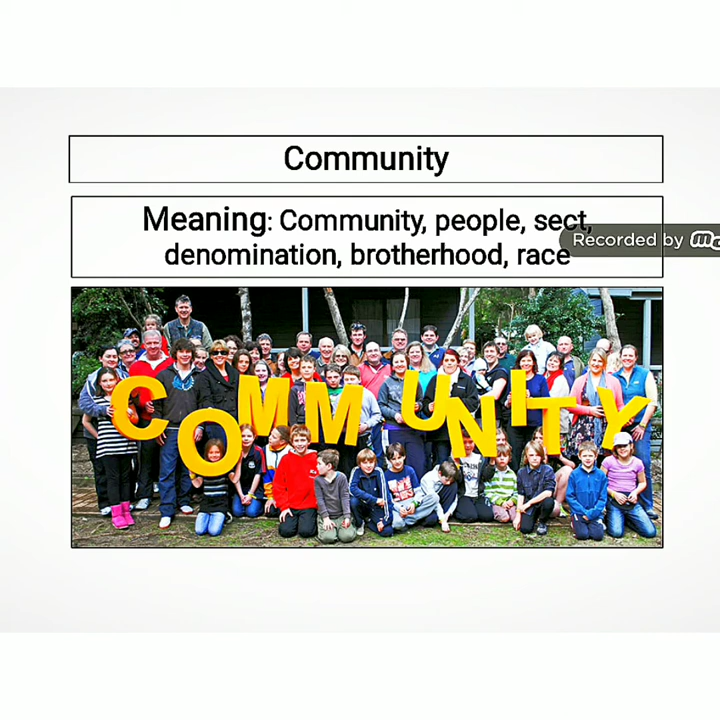 Community
Meaning: Community, people, sect,
denomination, brotherhood, race
Recorded by
COMMUNITY